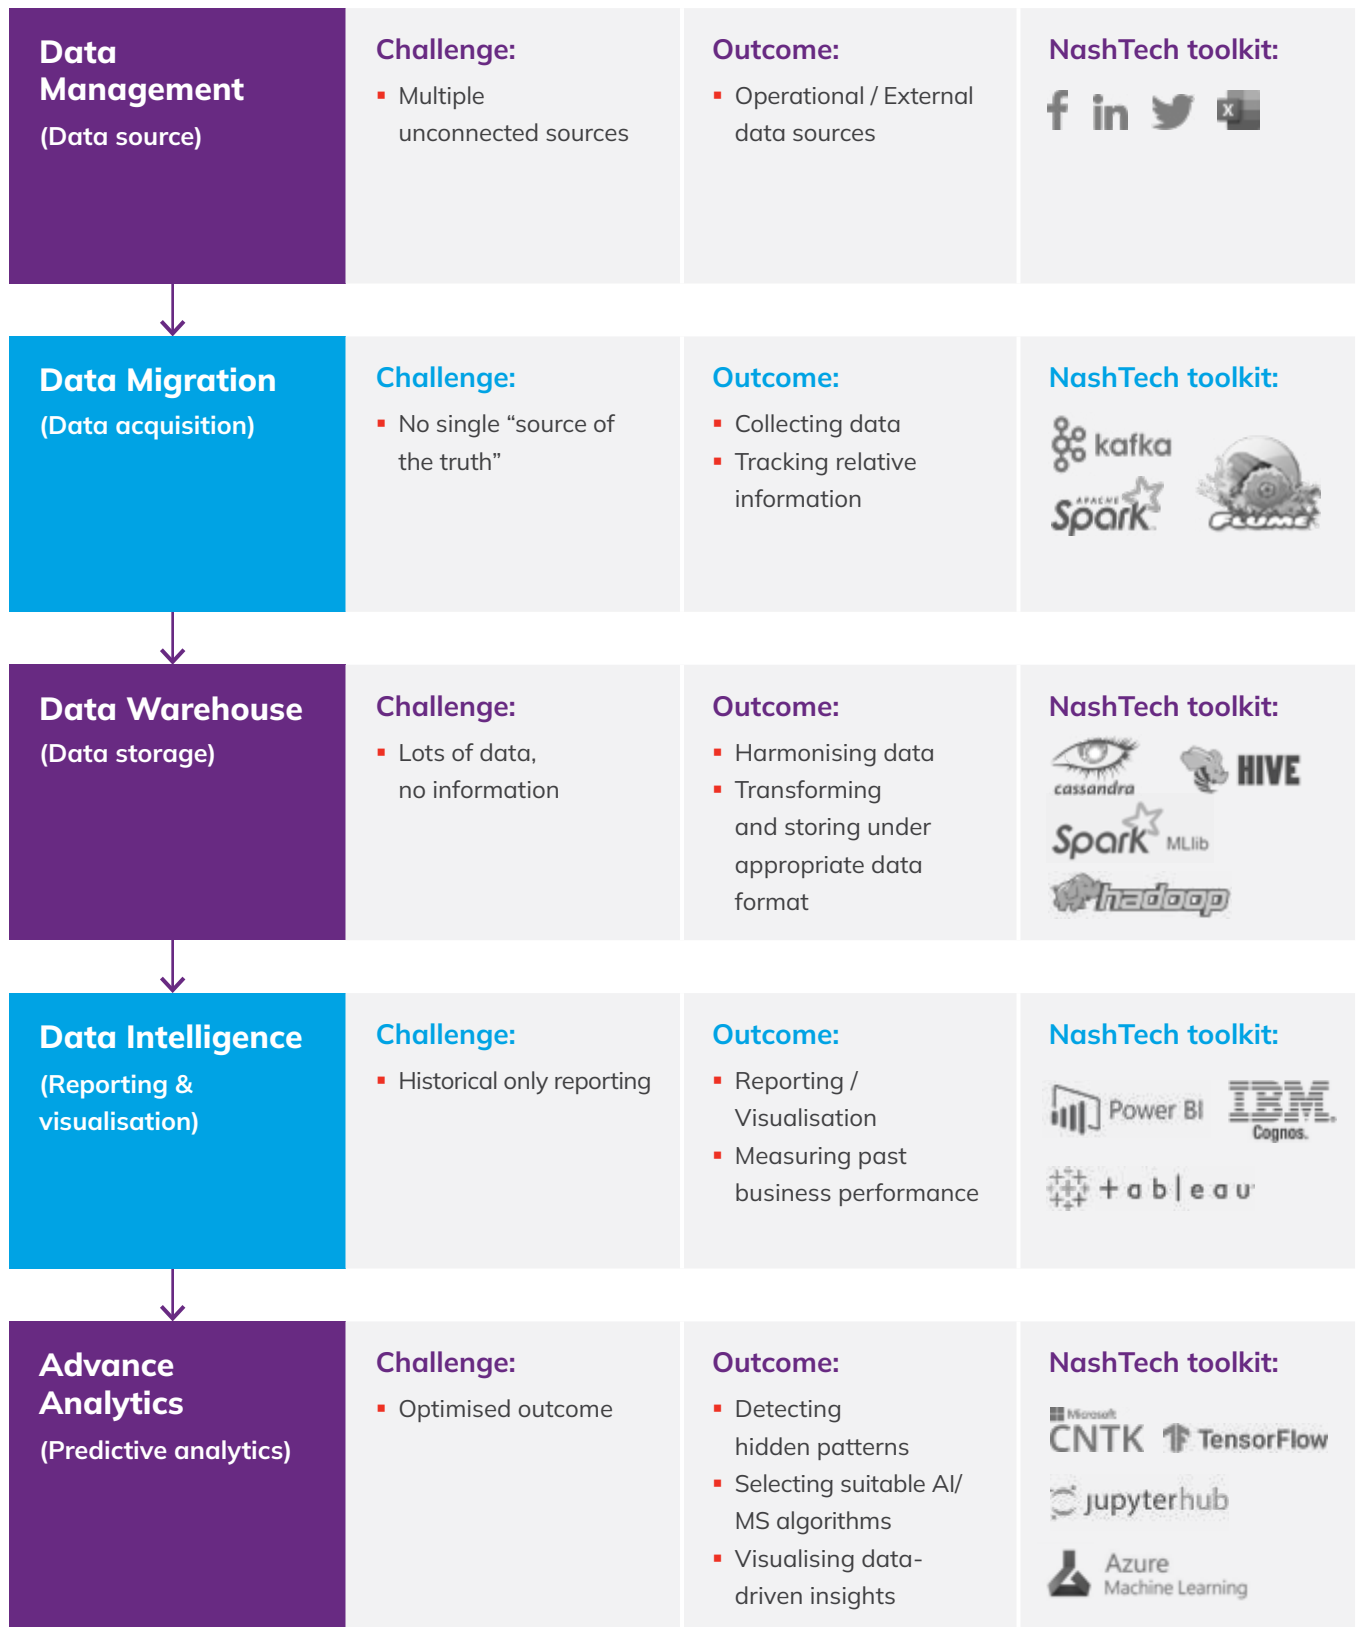 Data
Management
(Data source)
Challenge:
▪ Multiple
unconnected sources
Outcome:
▪ Operational / External
data sources
NashTech toolkit:
f in X
Data Migration
(Data acquisition)
Challenge:
▪ No single “source of
the truth”
Outcome:
▪ Collecting data
▪ Tracking relative
information
NashTech toolkit:
kafka
APACHE
Spark
FLUME
Data Warehouse
(Data storage)
Challenge:
▪ Lots of data,
no information
Outcome:
▪ Harmonising data
▪ Transforming
and storing under
appropriate data
format
NashTech toolkit:
cassandra
HIVE
Spark MLlib
hadoop
Data Intelligence
(Reporting &
visualisation)
Challenge:
▪ Historical only reporting
Outcome:
▪ Reporting /
Visualisation
▪ Measuring past
business performance
NashTech toolkit:
Power BI
IBM.
Cognos.
+ableau
Advance
Analytics
(Predictive analytics)
Challenge:
▪ Optimised outcome
Outcome:
▪ Detecting
hidden patterns
▪ Selecting suitable AI/
MS algorithms
▪ Visualising data-
driven insights
NashTech toolkit:
Microsoft
CNTK
TensorFlow
jupyterhub
Azure
Machine Learning